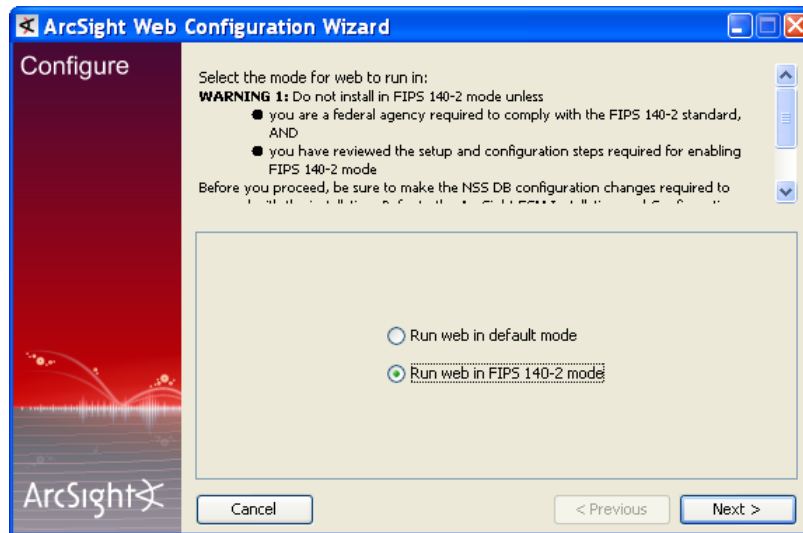 ArcSight Web Configuration Wizard
Configure
Select the mode for web to run in:
WARNING 1: Do not install in FIPS 140-2 mode unless
● you are a federal agency required to comply with the FIPS 140-2 standard,
AND
● you have reviewed the setup and configuration steps required for enabling
FIPS 140-2 mode
Before you proceed, be sure to make the NSS DB configuration changes required to
Run web in default mode
Run web in FIPS 140-2 mode
ArcSight
Cancel
< Previous
Next >